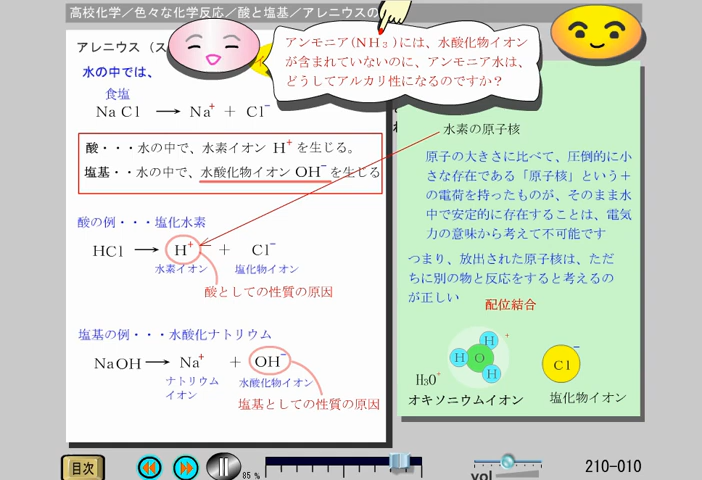 高校化学／色々な化学反応／酸と塩基／アレニウスの
アレニウス（ス
アンモニア(NH₃)には、水酸化物イオン
が含まれていないのに、アンモニア水は、
どうしてアルカリ性になるのですか？
水の中では、
食塩
NaCl → Na⁺ + Cl⁻
酸・・・水の中で、水素イオン H⁺ を生じる。
塩基・・水の中で、水酸化物イオン OH⁻ を生じる
酸の例・・・塩化水素
HCl → H⁺ + Cl⁻
水素イオン 塩化物イオン
酸としての性質の原因
塩基の例・・・水酸化ナトリウム
NaOH → Na⁺ + OH⁻
ナトリウム
イオン
水酸化物イオン
塩基としての性質の原因
水素の原子核
原子の大きさに比べて、圧倒的に小
さな存在である「原子核」という＋
の電荷を持ったものが、そのまま水
中で安定的に存在することは、電気
力の意味から考えて不可能です
つまり、放出された原子核は、ただ
ちに別の物と反応をすると考えるの
が正しい
配位結合
H O H H +
Cl −
H₃O⁺
オキソニウムイオン
塩化物イオン
目次
85 %
vol
210-010